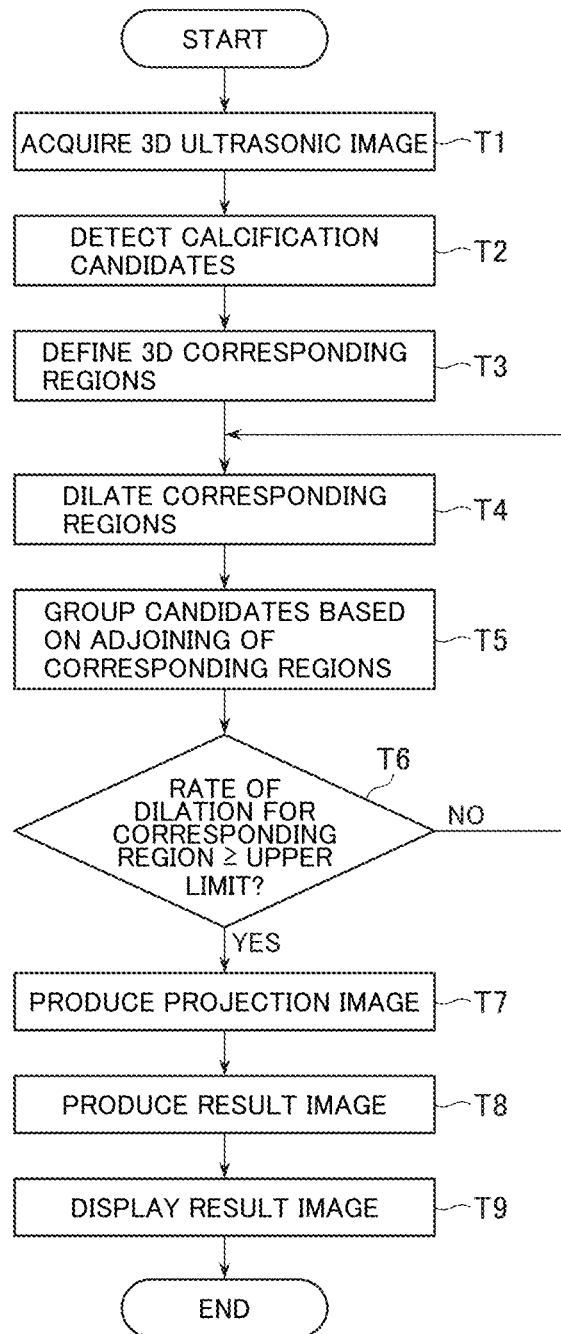 START
ACQUIRE 3D ULTRASONIC IMAGE
T1
DETECT CALCIFICATION
CANDIDATES
T2
DEFINE 3D CORRESPONDING
REGIONS
T3
DILATE CORRESPONDING
REGIONS
T4
GROUP CANDIDATES BASED
ON ADJOINING OF
CORRESPONDING REGIONS
T5
T6
RATE OF
DILATION FOR
CORRESPONDING
REGION ≥ UPPER
LIMIT?
NO
YES
PRODUCE PROJECTION IMAGE
T7
PRODUCE RESULT IMAGE
T8
DISPLAY RESULT IMAGE
T9
END